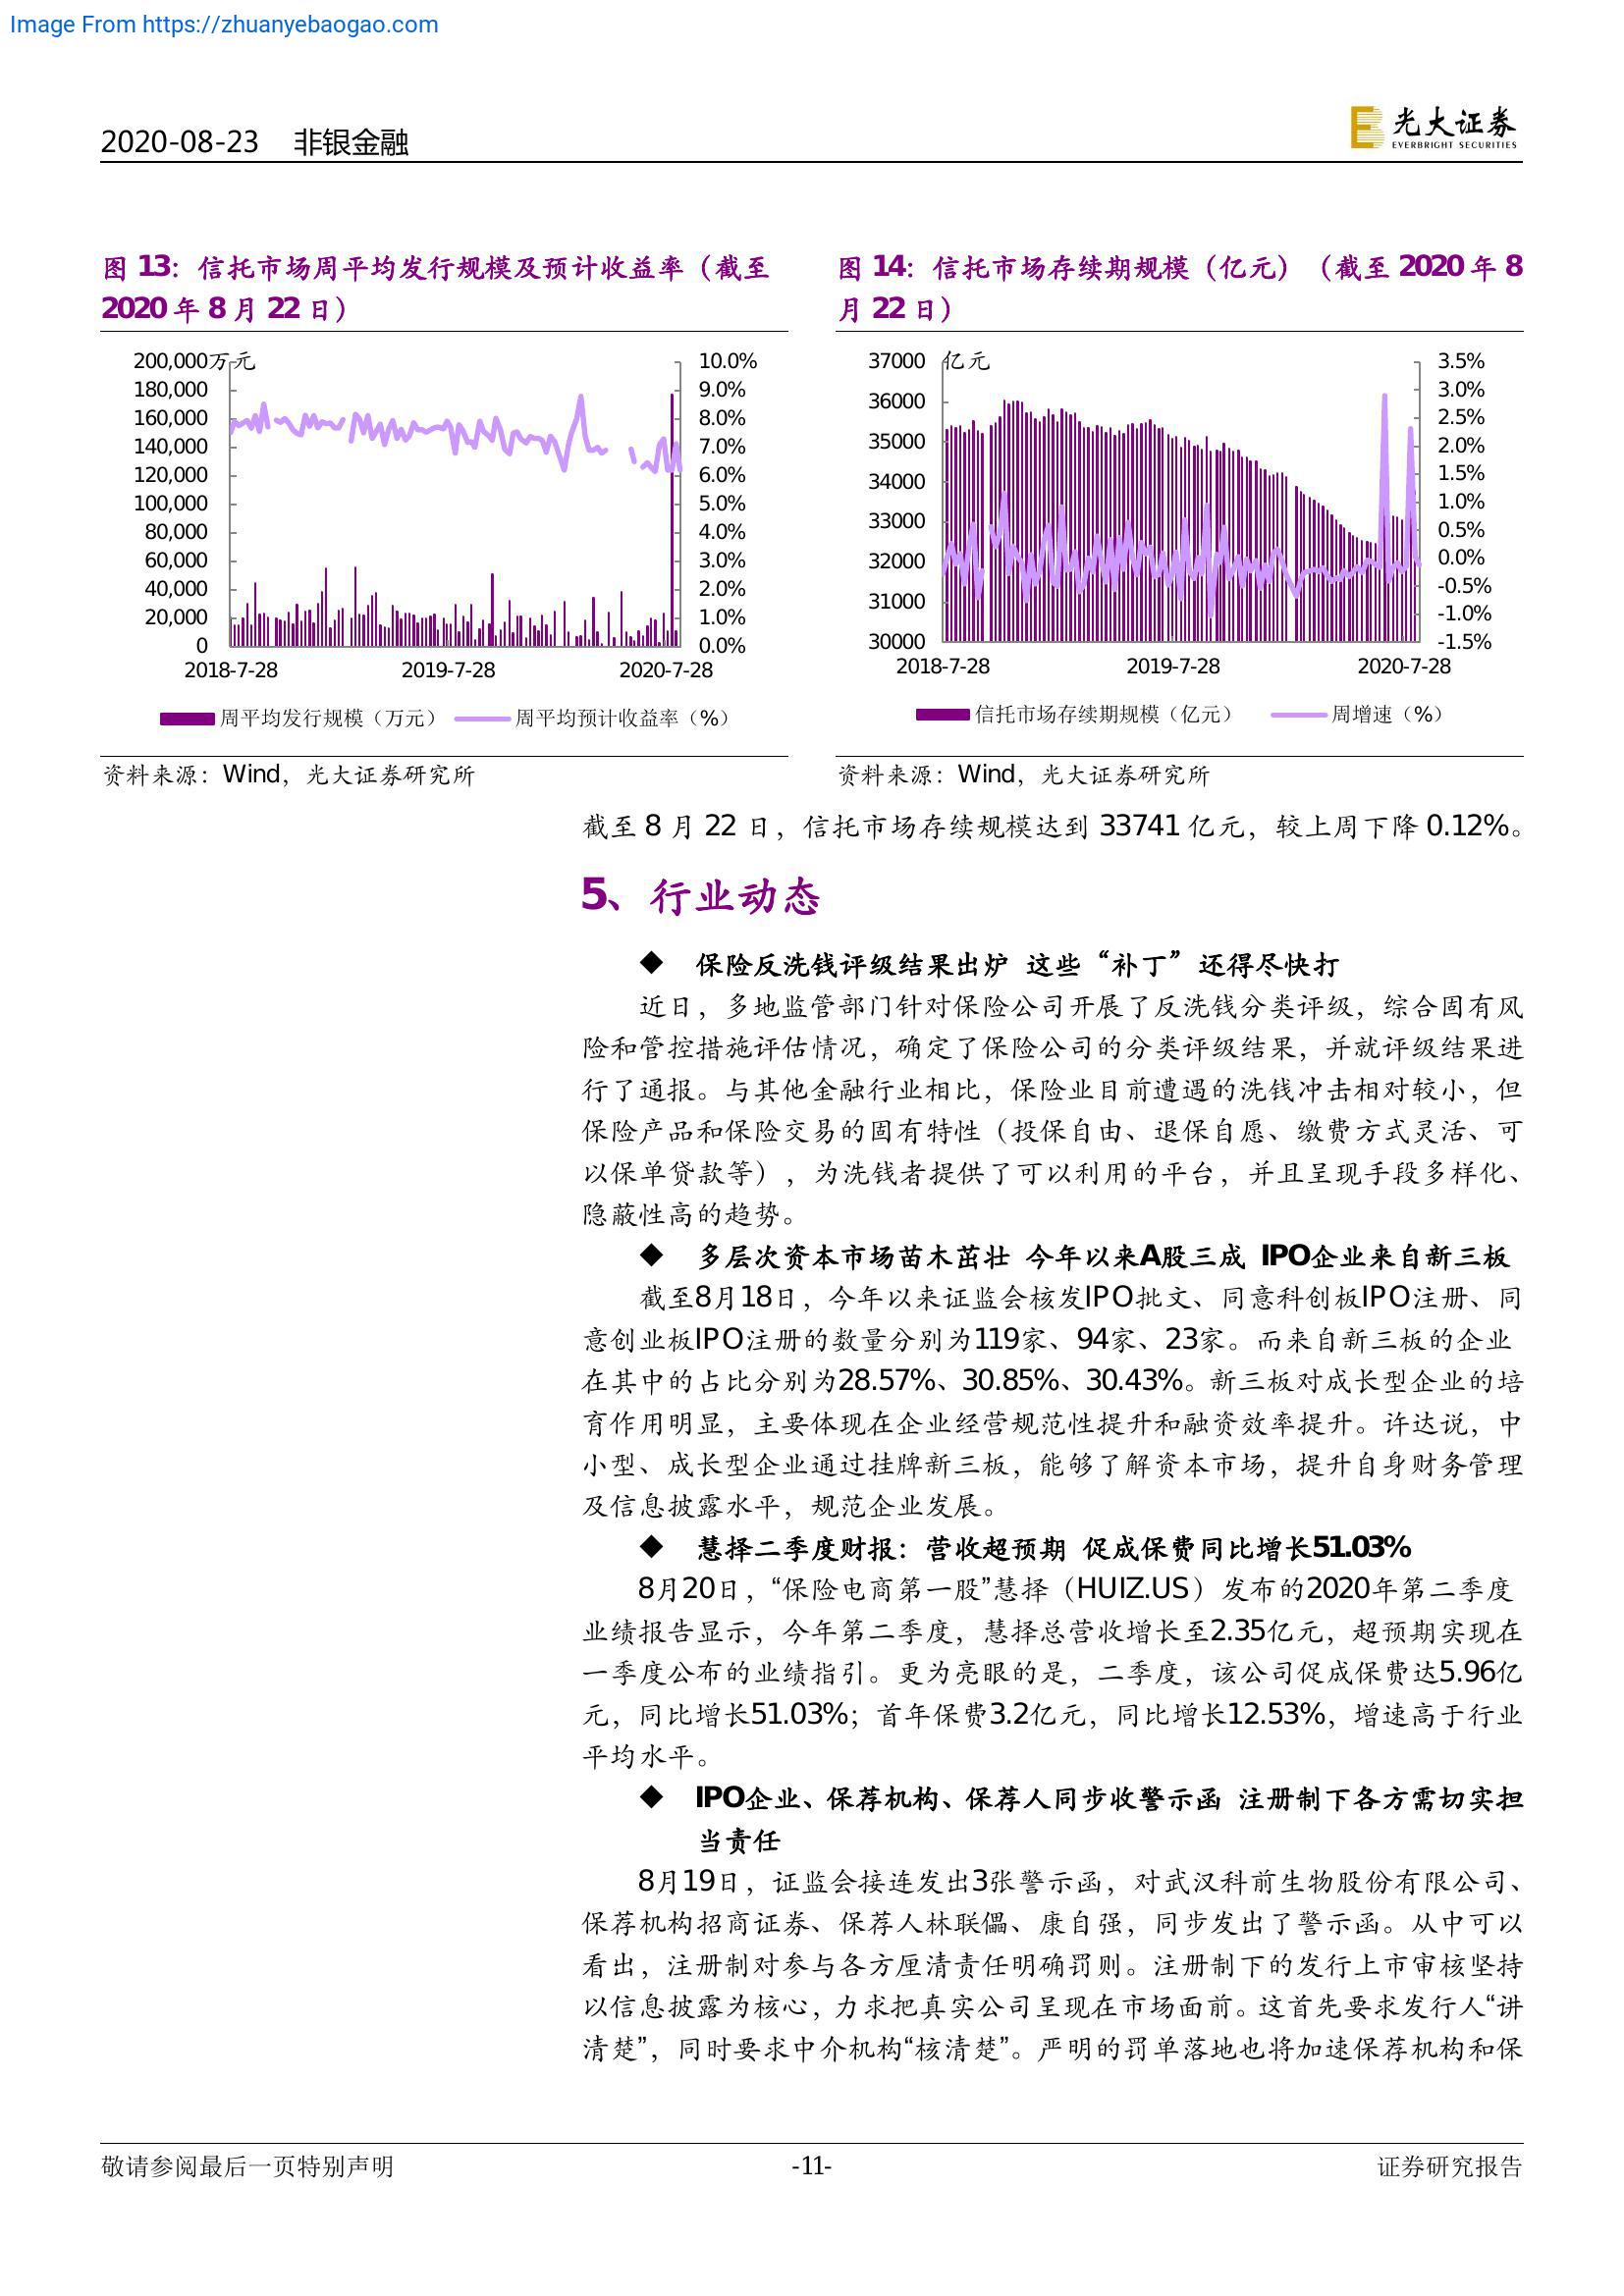 Image From https://zhuanyebaogao.com
2020-08-23 非银金融
光大证券
EVERBRIGHT SECURITIES
图 13：信托市场周平均发行规模及预计收益率（截至
2020 年 8 月 22 日）
200,000万元
180,000
160,000
140,000
120,000
100,000
80,000
60,000
40,000
20,000
0
10.0%
9.0%
8.0%
7.0%
6.0%
5.0%
4.0%
3.0%
2.0%
1.0%
0.0%
2018-7-28 2019-7-28 2020-7-28
周平均发行规模（万元） 周平均预计收益率（%）
资料来源：Wind，光大证券研究所
图 14：信托市场存续期规模（亿元）（截至 2020 年 8
月 22 日）
37000 亿元
36000
35000
34000
33000
32000
31000
30000
3.5%
3.0%
2.5%
2.0%
1.5%
1.0%
0.5%
0.0%
-0.5%
-1.0%
-1.5%
2018-7-28 2019-7-28 2020-7-28
信托市场存续期规模（亿元） 周增速（%）
资料来源：Wind，光大证券研究所
截至 8 月 22 日，信托市场存续规模达到 33741 亿元，较上周下降 0.12%。
5、行业动态
◆ 保险反洗钱评级结果出炉 这些“补丁”还得尽快打
近日，多地监管部门针对保险公司开展了反洗钱分类评级，综合固有风
险和管控措施评估情况，确定了保险公司的分类评级结果，并就评级结果进
行了通报。与其他金融行业相比，保险业目前遭遇的洗钱冲击相对较小，但
保险产品和保险交易的固有特性（投保自由、退保自愿、缴费方式灵活、可
以保单贷款等），为洗钱者提供了可以利用的平台，并且呈现手段多样化、
隐蔽性高的趋势。
◆ 多层次资本市场苗木茁壮 今年以来A股三成 IPO企业来自新三板
截至8月18日，今年以来证监会核发IPO批文、同意科创板IPO注册、同
意创业板IPO注册的数量分别为119家、94家、23家。而来自新三板的企业
在其中的占比分别为28.57%、30.85%、30.43%。新三板对成长型企业的培
育作用明显，主要体现在企业经营规范性提升和融资效率提升。许达说，中
小型、成长型企业通过挂牌新三板，能够了解资本市场，提升自身财务管理
及信息披露水平，规范企业发展。
◆ 慧择二季度财报：营收超预期 促成保费同比增长51.03%
8月20日，“保险电商第一股”慧择（HUIZ.US）发布的2020年第二季度
业绩报告显示，今年第二季度，慧择总营收增长至2.35亿元，超预期实现在
一季度公布的业绩指引。更为亮眼的是，二季度，该公司促成保费达5.96亿
元，同比增长51.03%；首年保费3.2亿元，同比增长12.53%，增速高于行业
平均水平。
◆ IPO企业、保荐机构、保荐人同步收警示函 注册制下各方需切实担
当责任
8月19日，证监会接连发出3张警示函，对武汉科前生物股份有限公司、
保荐机构招商证券、保荐人林联儡、康自强，同步发出了警示函。从中可以
看出，注册制对参与各方厘清责任明确罚则。注册制下的发行上市审核坚持
以信息披露为核心，力求把真实公司呈现在市场面前。这首先要求发行人“讲
清楚”，同时要求中介机构“核清楚”。严明的罚单落地也将加速保荐机构和保
敬请参阅最后一页特别声明 -11- 证券研究报告